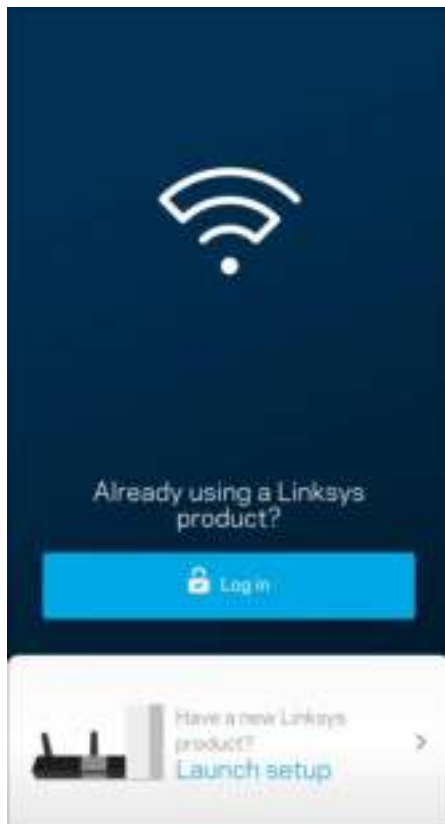 Already using a Linksys
product?
Log in
Have a new Linksys
product?
Launch setup